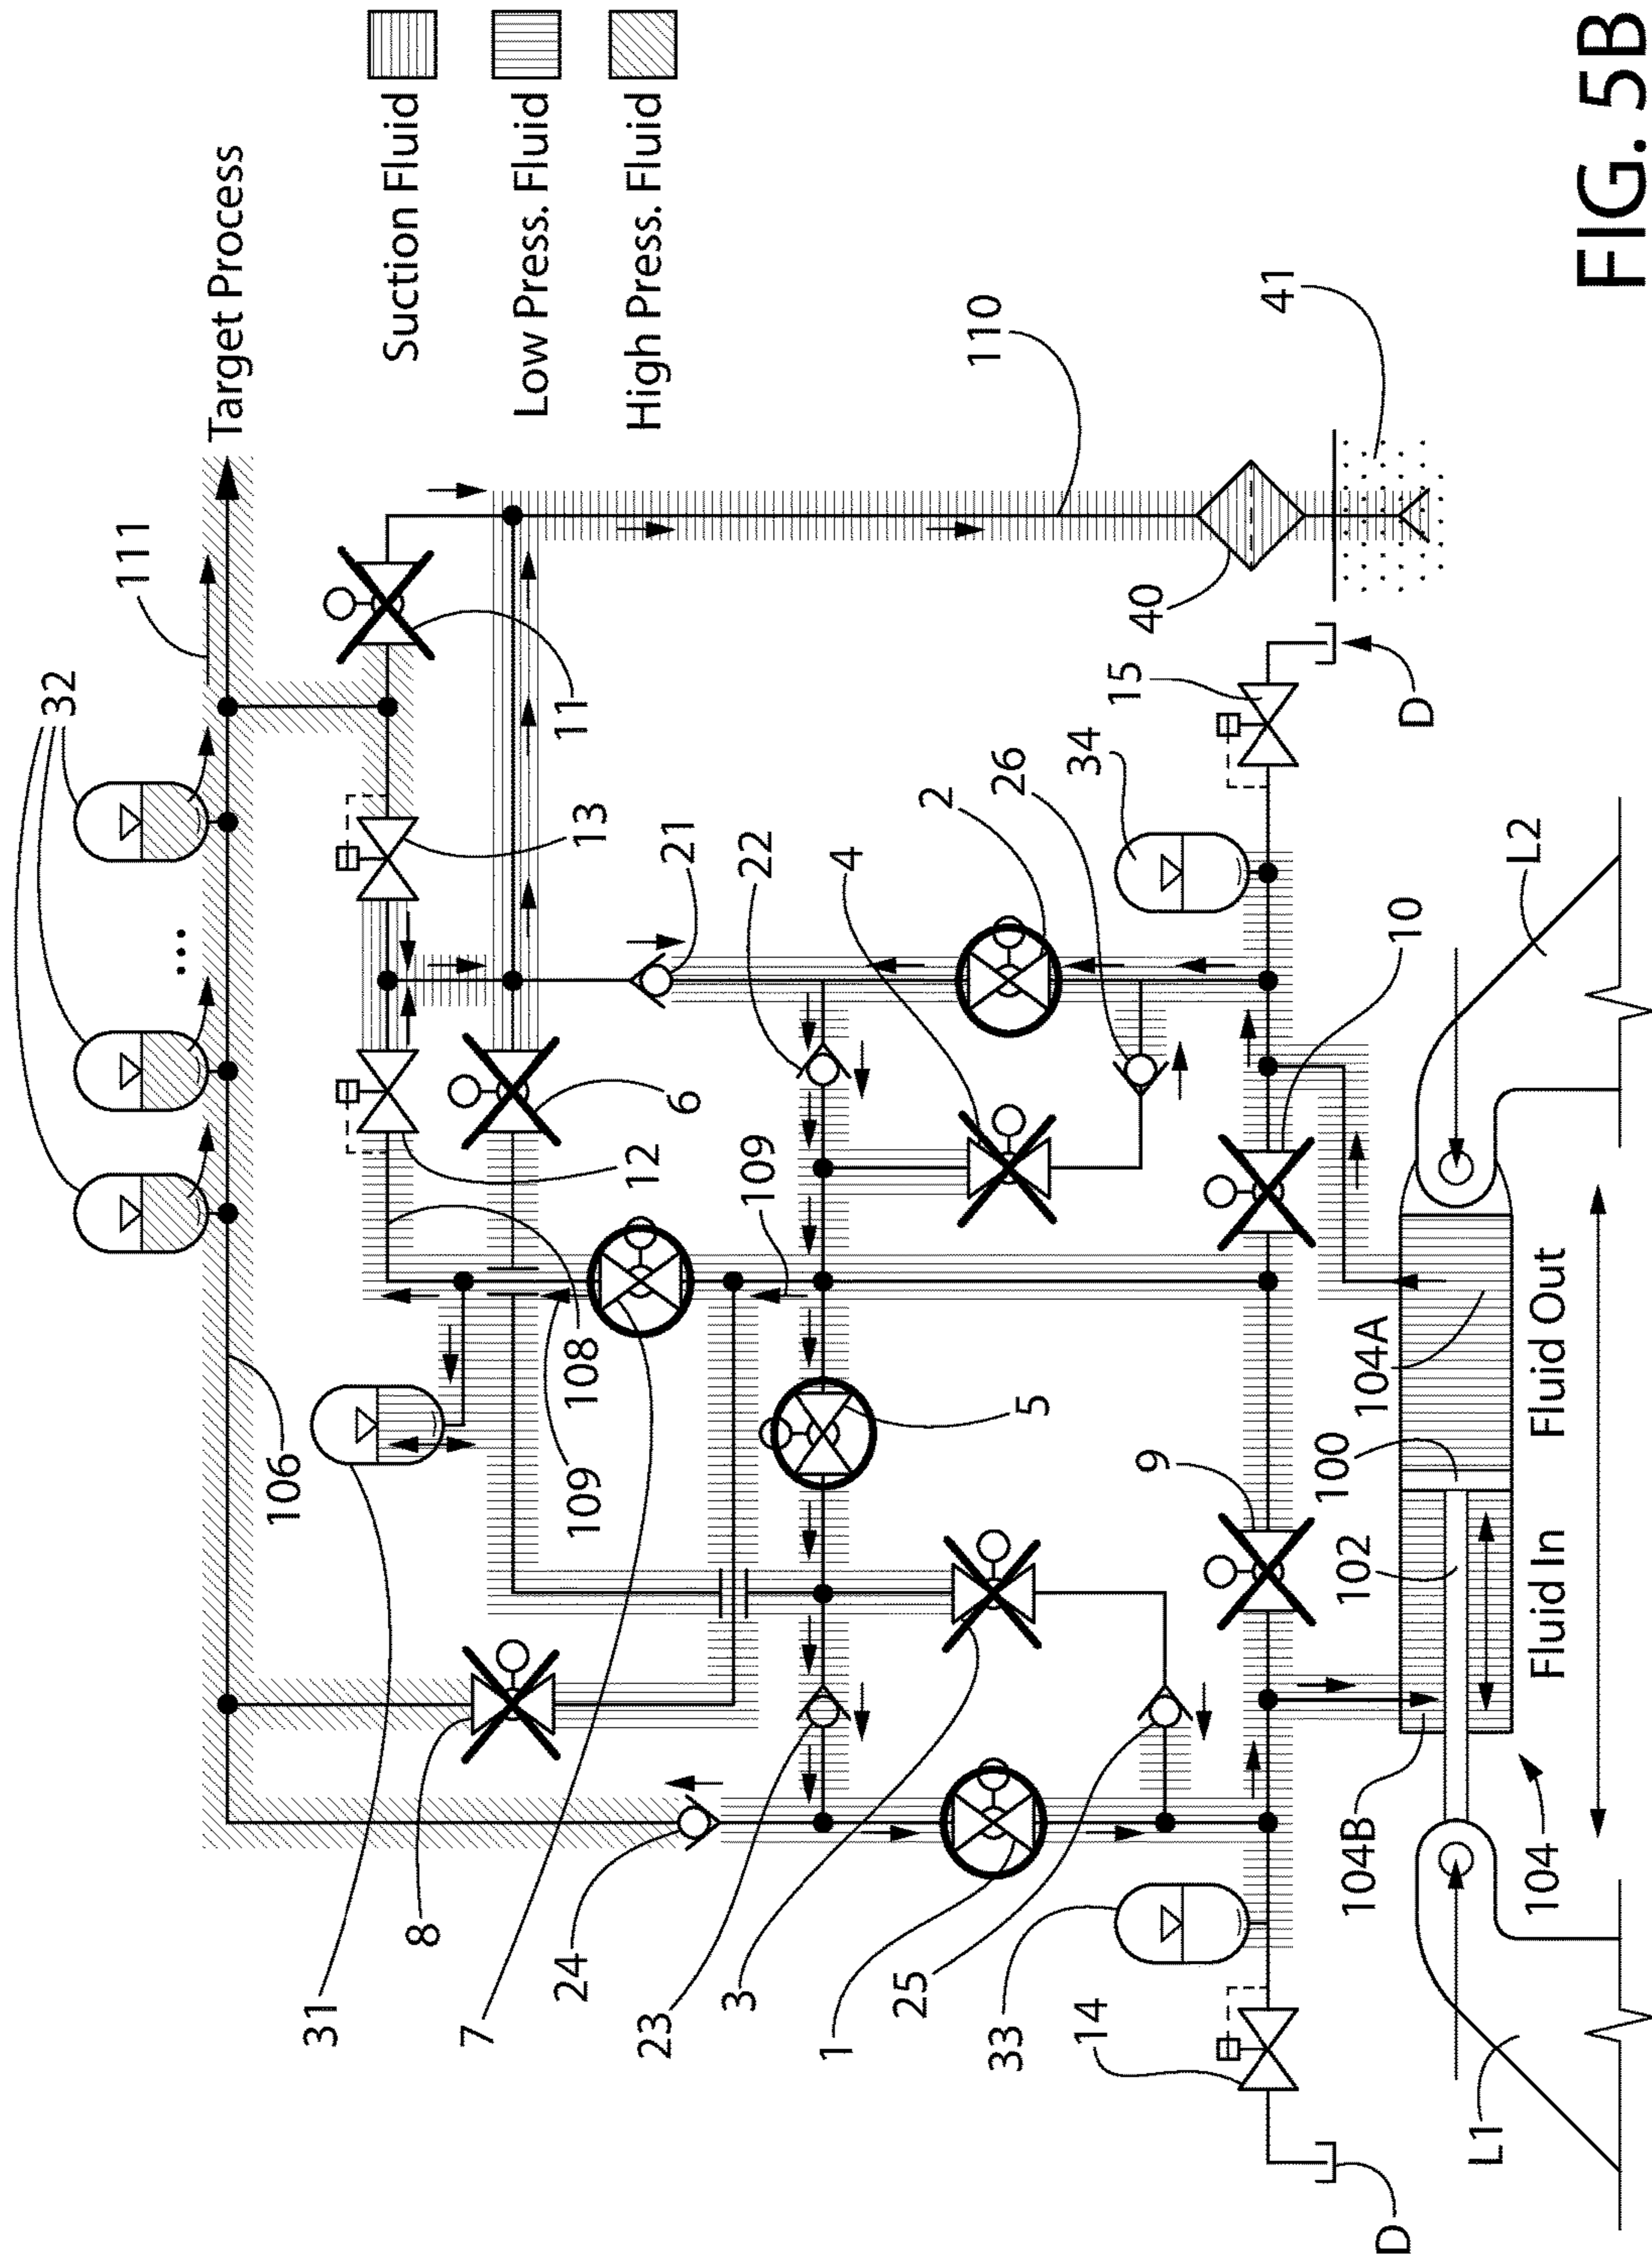 Target Process
Suction Fluid
Low Press. Fluid
High Press. Fluid
111
32
...
11
13
21
22
4
2
26
34
15
D
40
41
110
6
12
109
10
L2
106
108
109
5
9
100
102
104A
Fluid Out
Fluid In
31
7
8
24
23
3
1
25
33
14
104B
104
L1
D
FIG. 5B